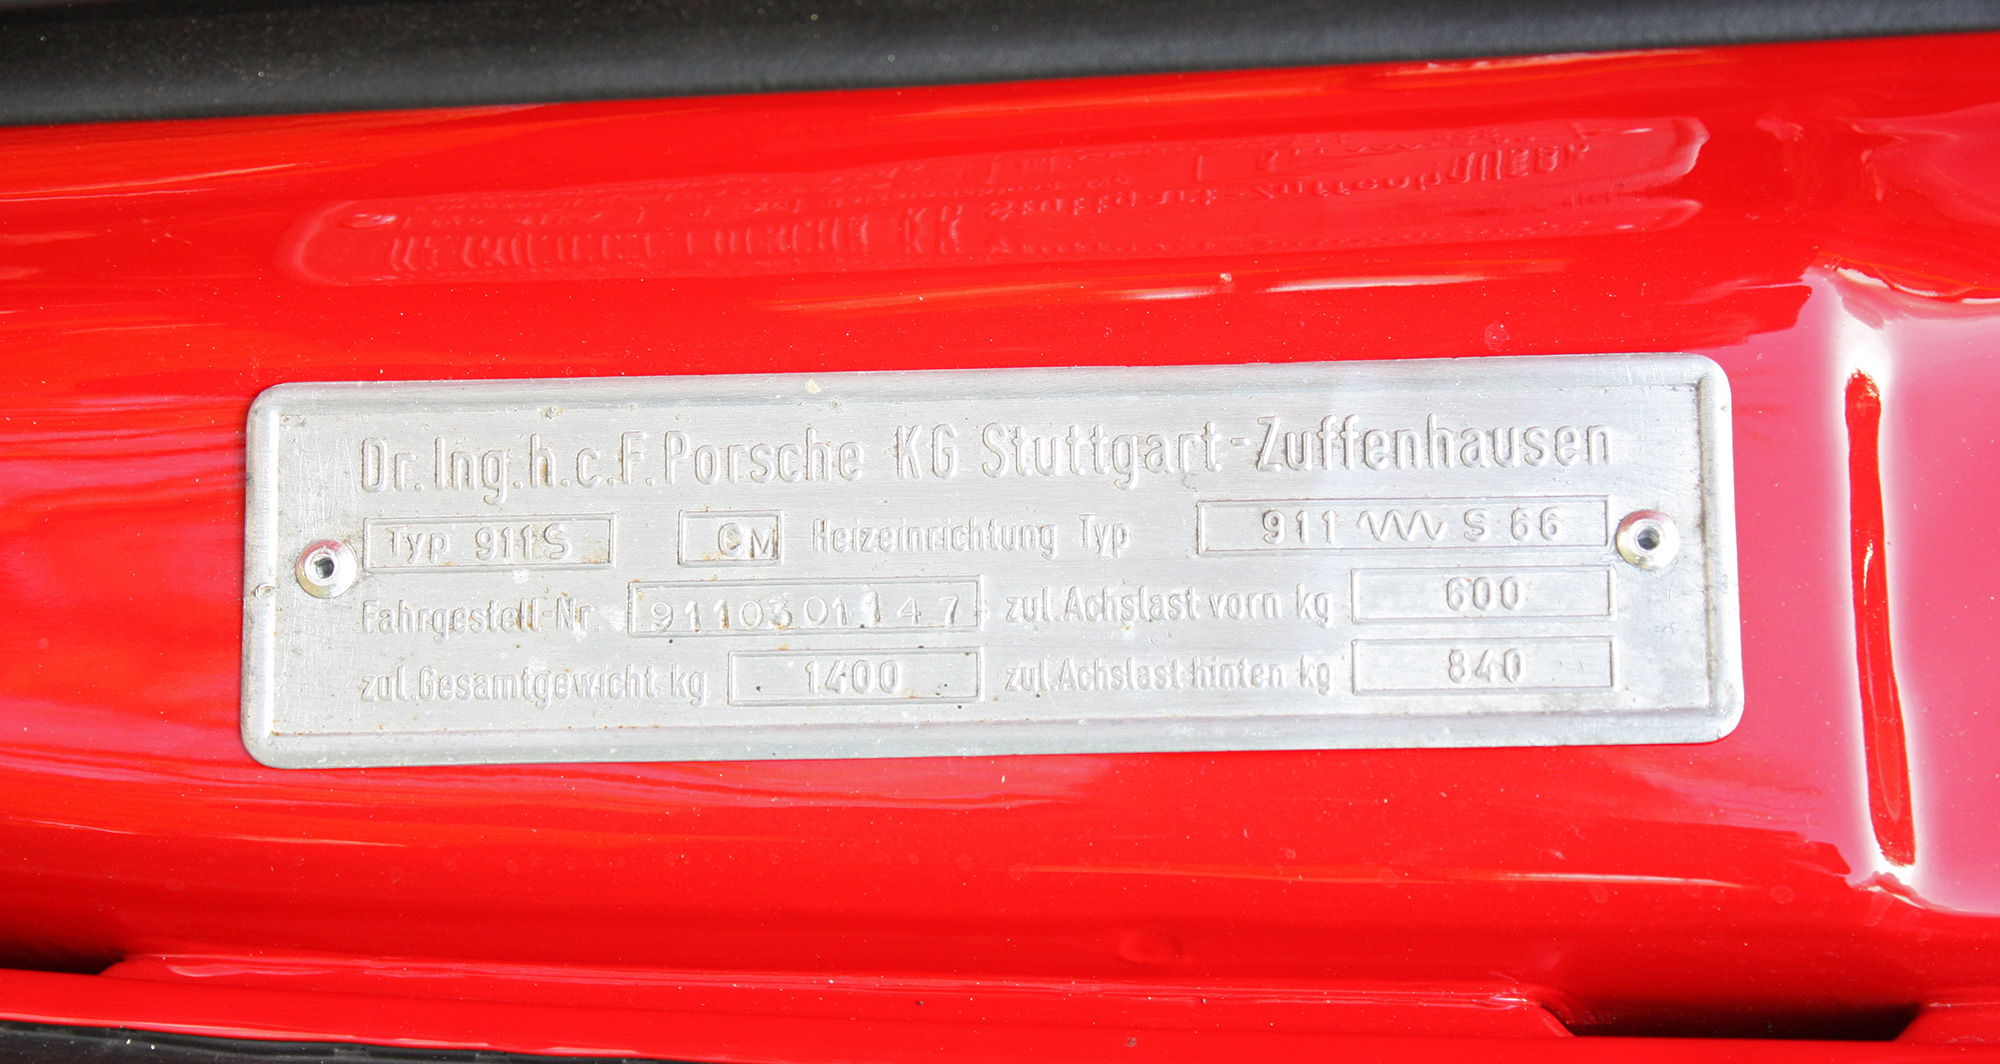 Dr. Ing. h. c. F. Porsche KG Stuttgart-Zuffenhausen
Typ 911S CM Heizeinrichtung Typ 911 S 66
Fahrgestell-Nr. 9110301147 zul. Achslast vorn kg 600
zul. Gesamtgewicht kg 1400 zul. Achslast hinten kg 840